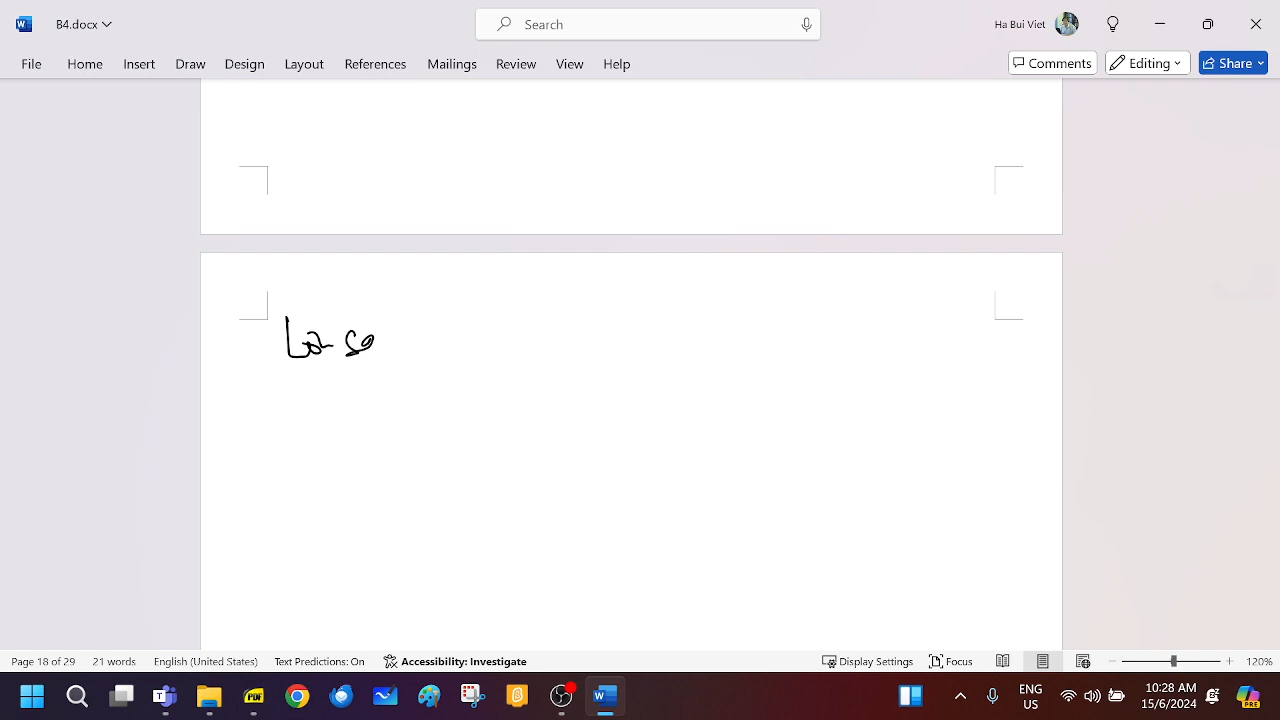 B4.docx
Search
Ha Bui Viet
File Home Insert Draw Design Layout References Mailings Review View Help
Comments Editing Share
Page 18 of 29 21 words English (United States) Text Predictions: On Accessibility: Investigate Display Settings Focus 120%
PDF
ENG
US
10:28 AM
15/6/2024
PRE